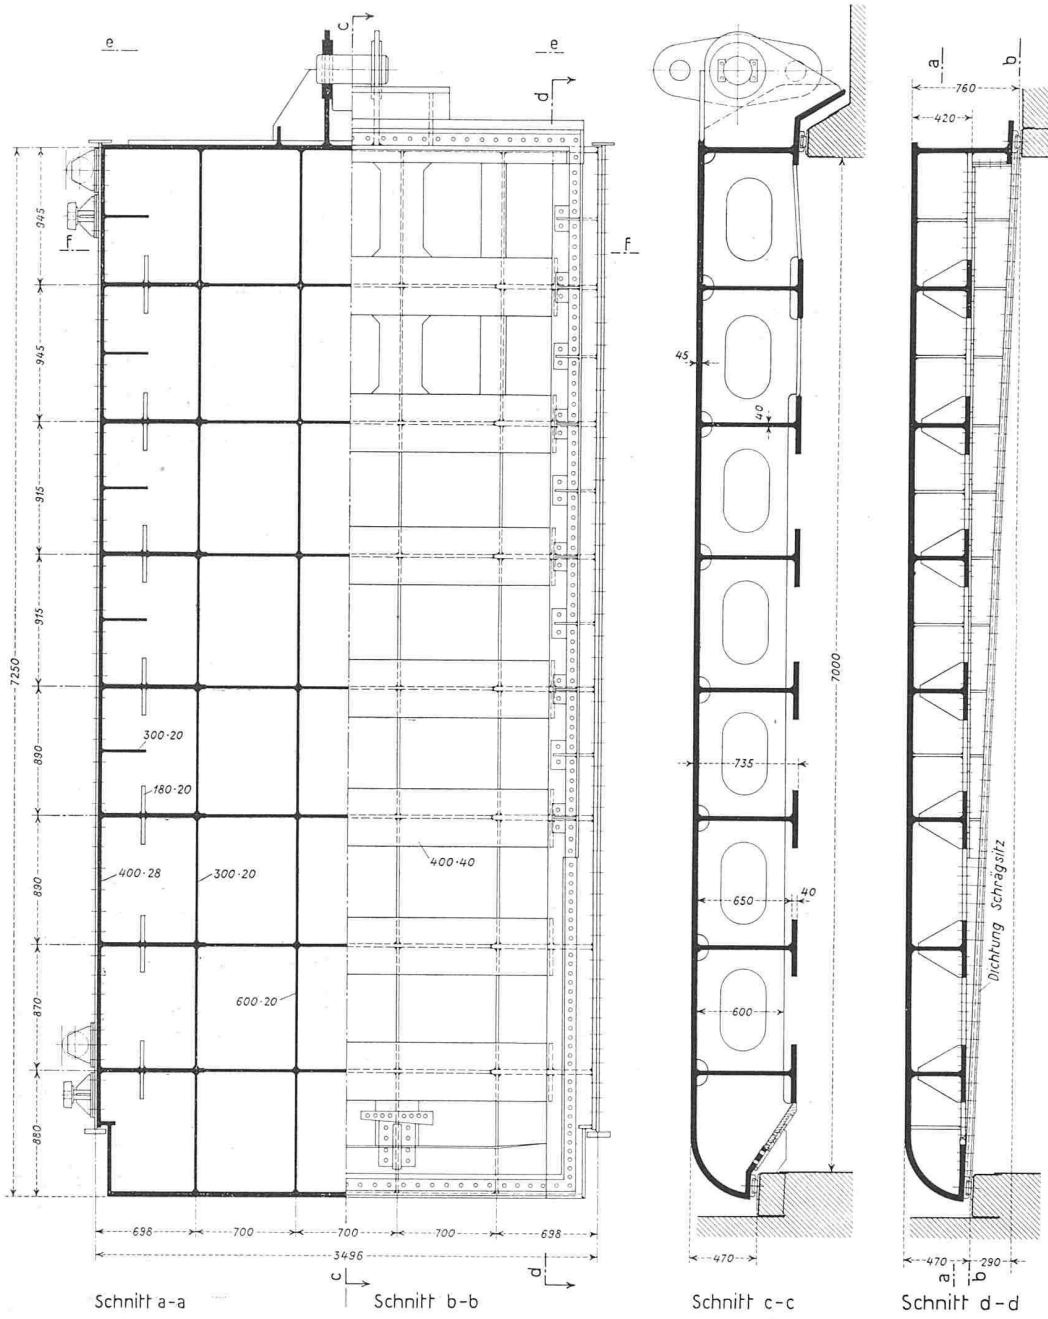 c
e
e
d
a
b
760
420
f
f
945
945
915
915
890
890
870
880
7250
300·20
180·20
400·28
300·20
400·40
600·20
45
40
735
650
40
600
7000
Dichtung Schrägsitz
698
700
700
700
698
3496
c
d
470
470
290
a
b
Schnitt a-a
Schnitt b-b
Schnitt c-c
Schnitt d-d